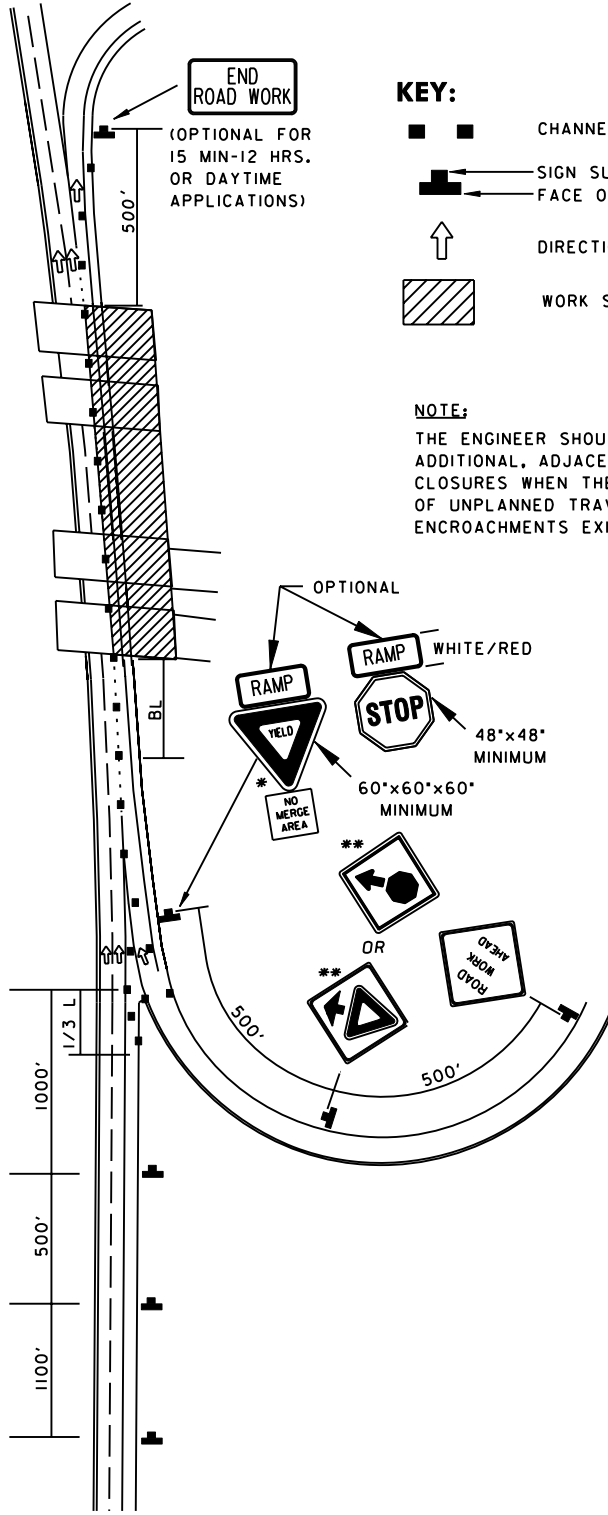 END
ROAD WORK
(OPTIONAL FOR
15 MIN-12 HRS.
OR DAYTIME
APPLICATIONS)
500'
KEY:
CHANNE
SIGN SU
FACE O
DIRECTI
WORK S
NOTE:
THE ENGINEER SHOU
ADDITIONAL, ADJACE
CLOSURES WHEN THE
OF UNPLANNED TRAV
ENCROACHMENTS EXI
OPTIONAL
RAMP
RAMP
WHITE/RED
STOP
YIELD
48"x48"
MINIMUM
60"x60"x60"
MINIMUM
*
NO
MERGE
AREA
**
OR
**
ROAD
WORK
AHEAD
BL
500'
500'
1/3 L
1000'
500'
1100'